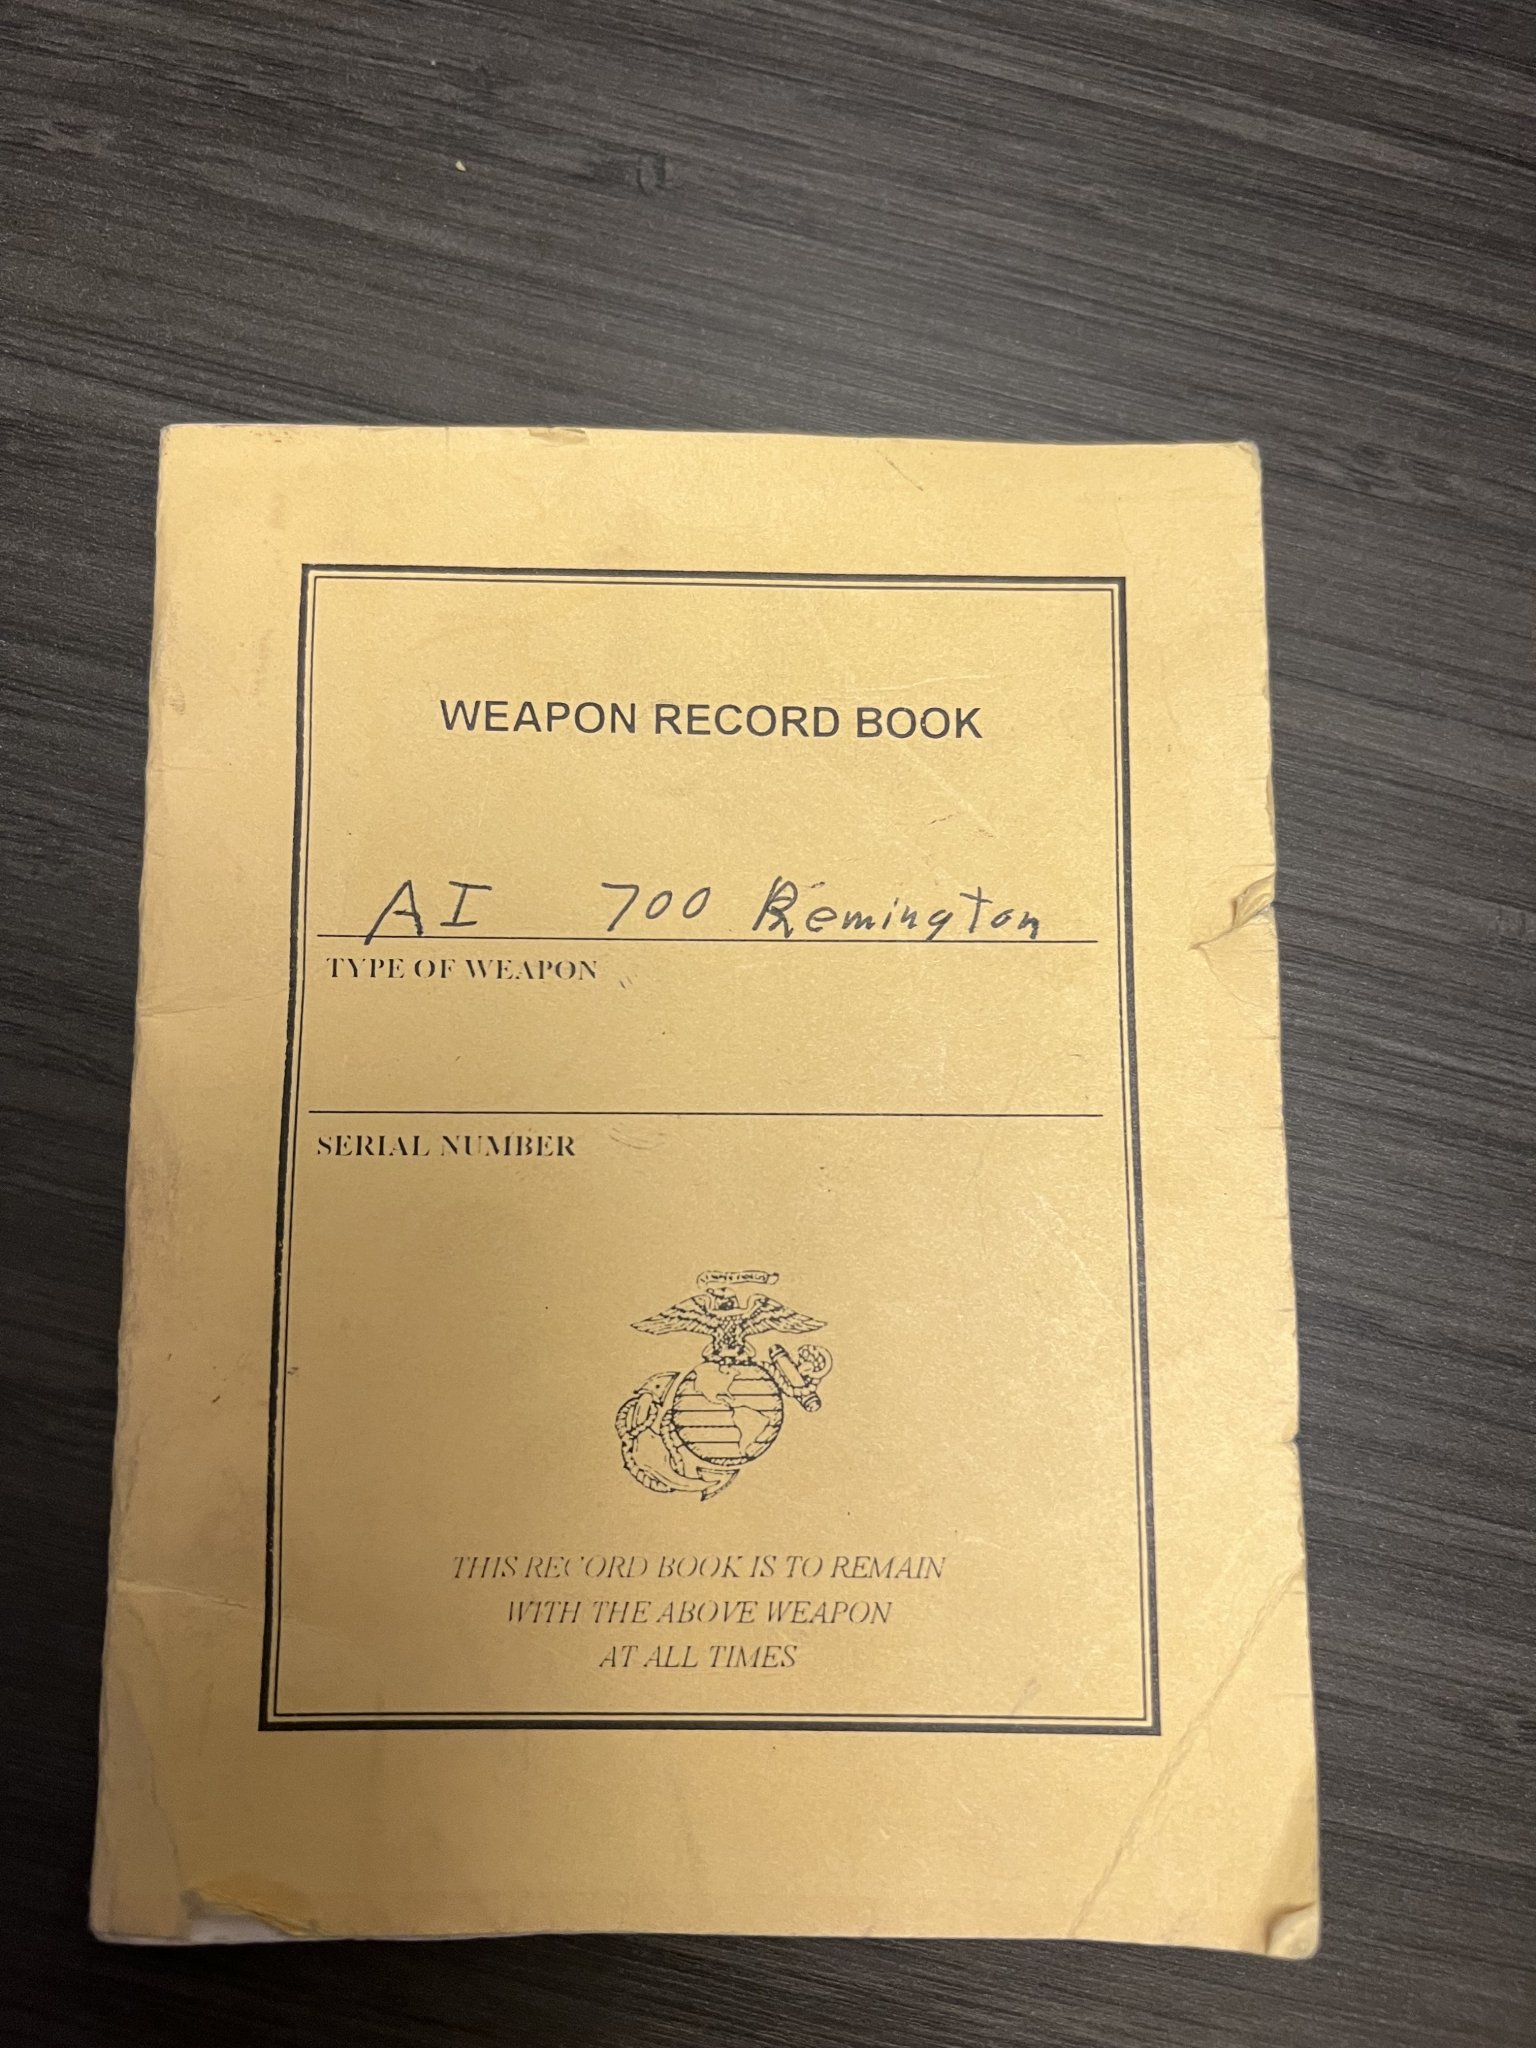 WEAPON RECORD BOOK
AI 700 Remington
TYPE OF WEAPON
SERIAL NUMBER
THIS RECORD BOOK IS TO REMAIN
WITH THE ABOVE WEAPON
AT ALL TIMES